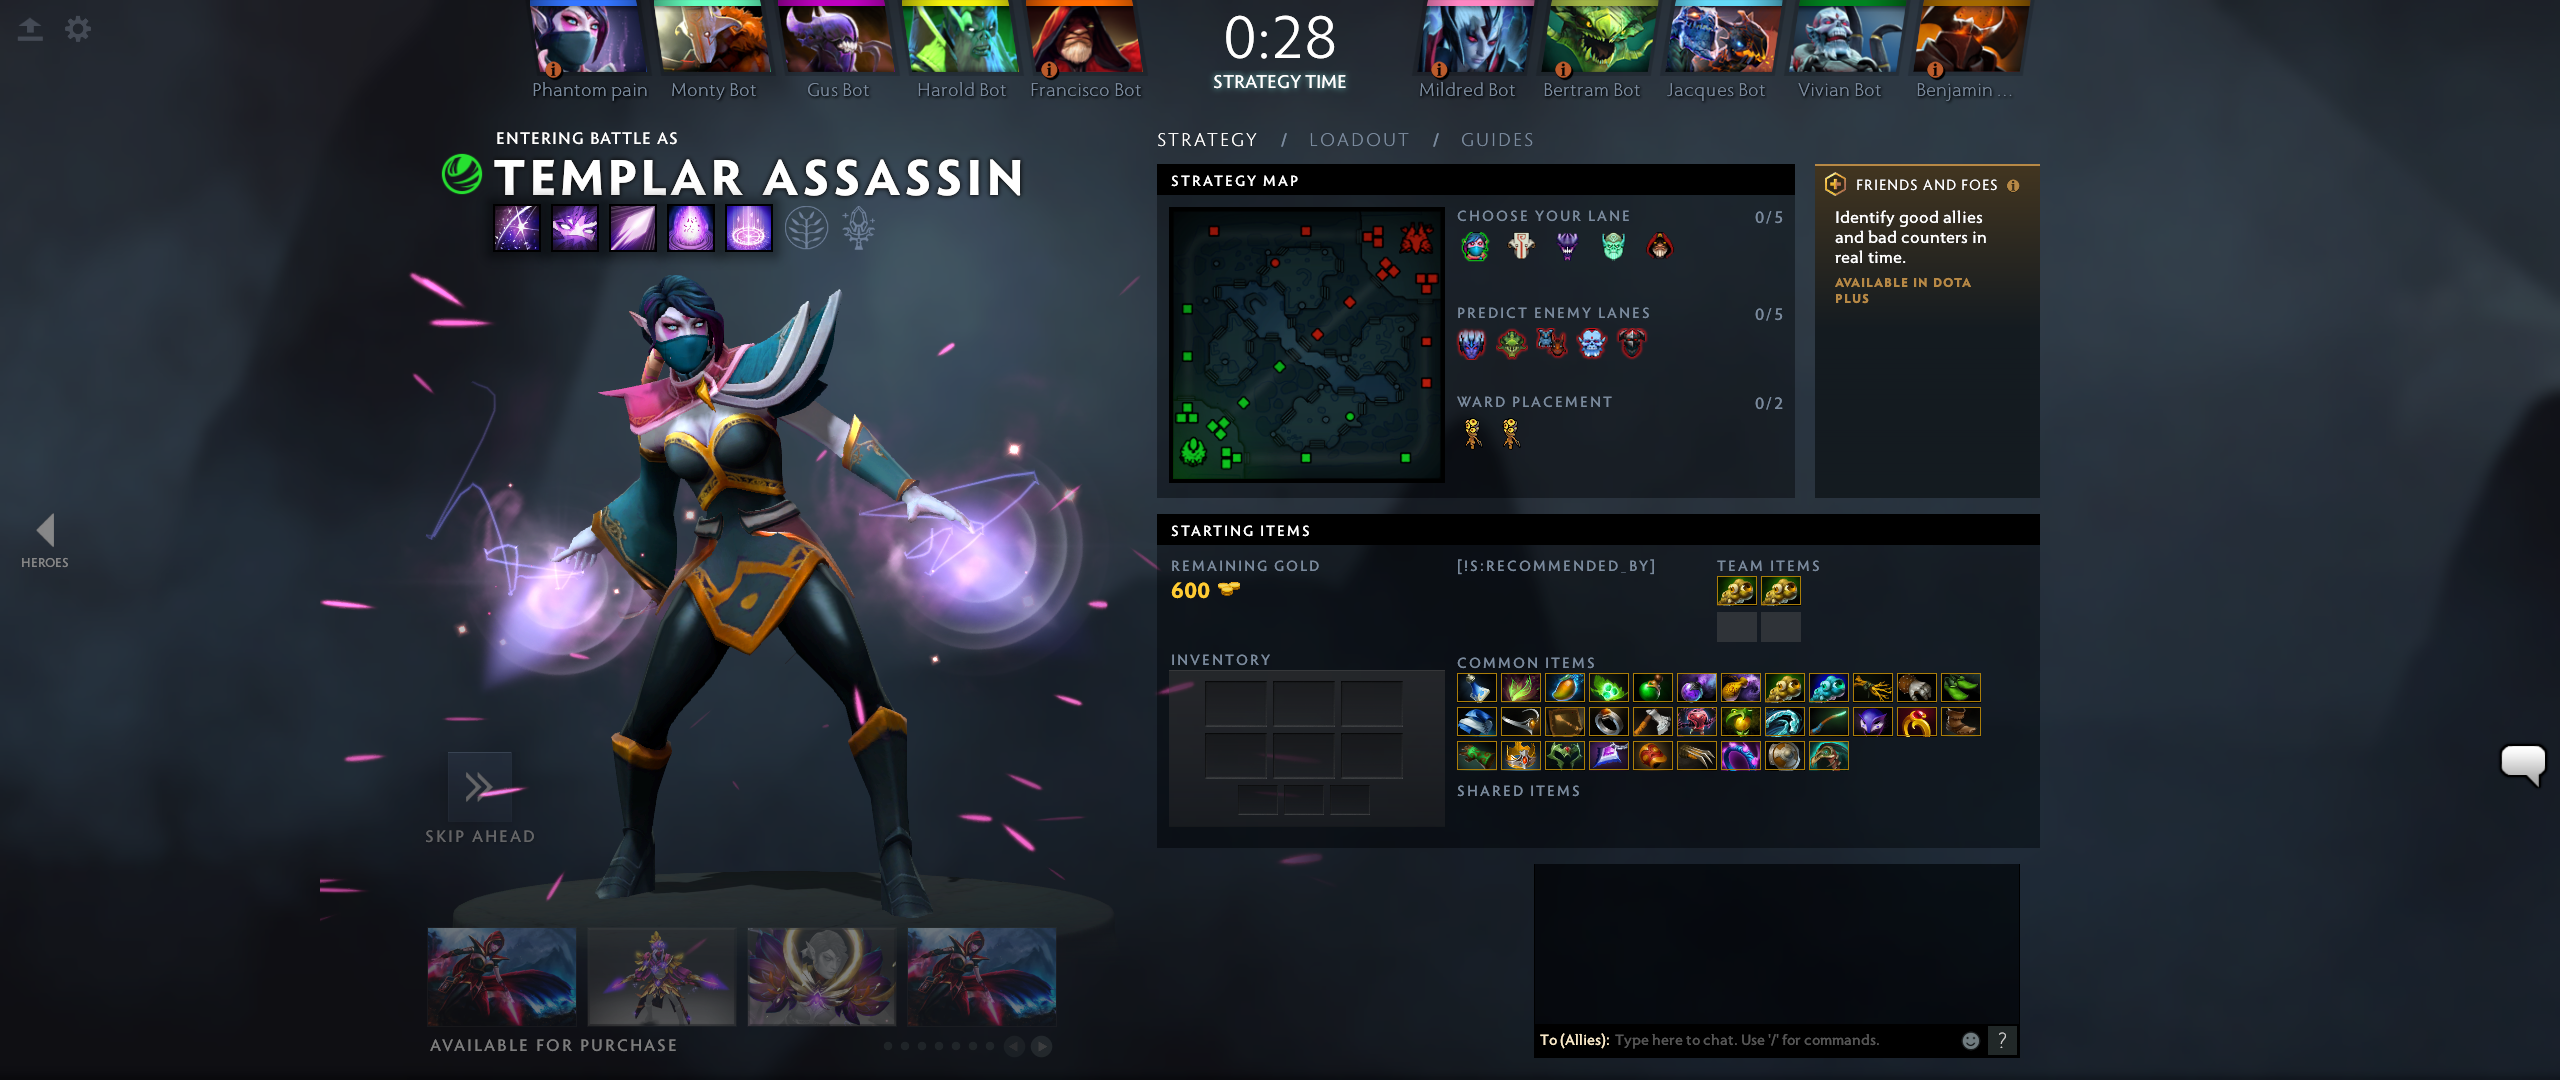 0:28
STRATEGY TIME
Phantom pain
Monty Bot
Gus Bot
Harold Bot
Francisco Bot
Mildred Bot
Bertram Bot
Jacques Bot
Vivian Bot
Benjamin ...
ENTERING BATTLE AS
TEMPLAR ASSASSIN
HEROES
SKIP AHEAD
AVAILABLE FOR PURCHASE
STRATEGY / LOADOUT / GUIDES
STRATEGY MAP
CHOOSE YOUR LANE 0/5
PREDICT ENEMY LANES 0/5
WARD PLACEMENT 0/2
FRIENDS AND FOES
Identify good allies
and bad counters in
real time.
AVAILABLE IN DOTA
PLUS
STARTING ITEMS
REMAINING GOLD
600
[!S:RECOMMENDED_BY]
TEAM ITEMS
INVENTORY
COMMON ITEMS
SHARED ITEMS
To (Allies): Type here to chat. Use '/' for commands.
?